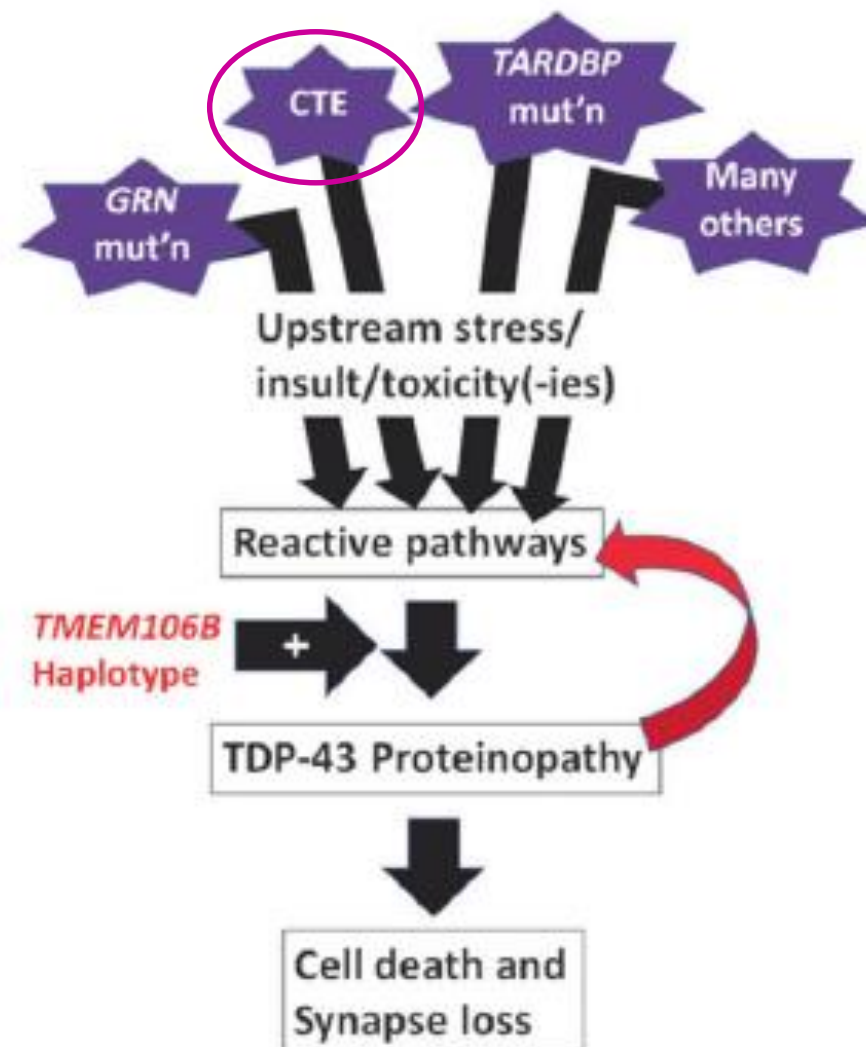 CTE
TARDBP
mut'n
GRN
mut'n
Many
others
Upstream stress/
insult/toxicity(-ies)
Reactive pathways
TMEM106B
Haplotype
+
TDP-43 Proteinopathy
Cell death and
Synapse loss